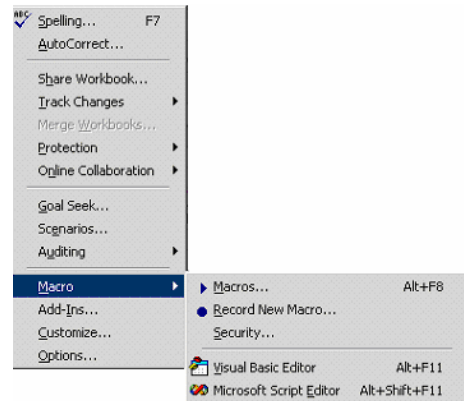 ABC
Spelling... F7
AutoCorrect...
Share Workbook...
Track Changes
Merge Workbooks...
Protection
Online Collaboration
Goal Seek...
Scenarios...
Auditing
Macro
Macros... Alt+F8
Add-Ins...
Record New Macro...
Customize...
Security...
Options...
Visual Basic Editor Alt+F11
Microsoft Script Editor Alt+Shift+F11